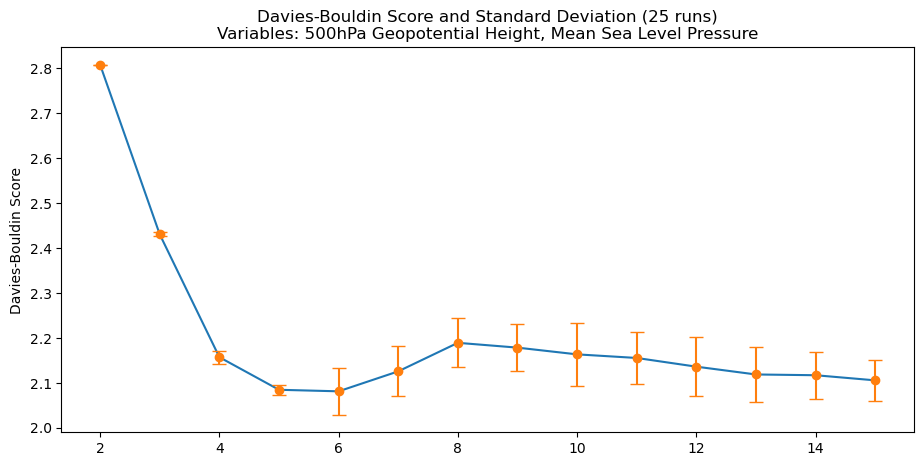 Davies-Bouldin Score and Standard Deviation (25 runs)
Variables: 500hPa Geopotential Height, Mean Sea Level Pressure
Davies-Bouldin Score
2.8
2.7
2.6
2.5
2.4
2.3
2.2
2.1
2.0
2 4 6 8 10 12 14